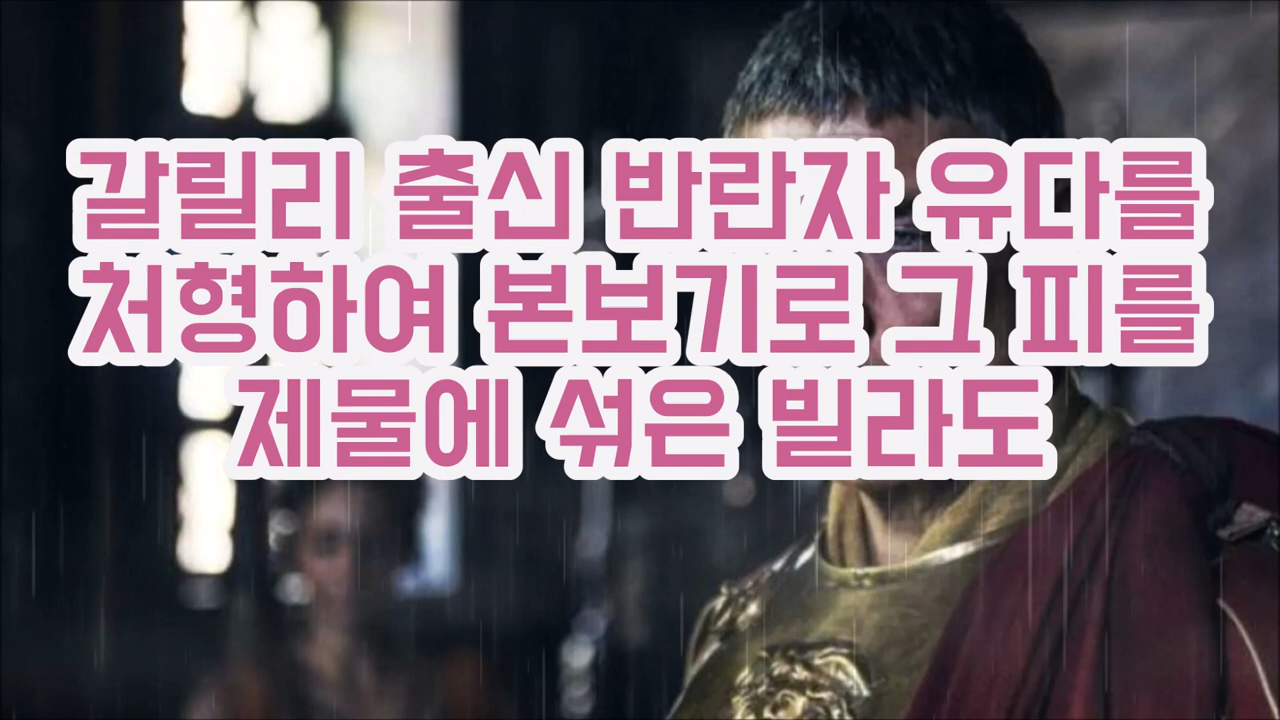 갈릴리 출신 반란자 유다를
처형하여 본보기로 그 피를
제물에 섞은 빌라도